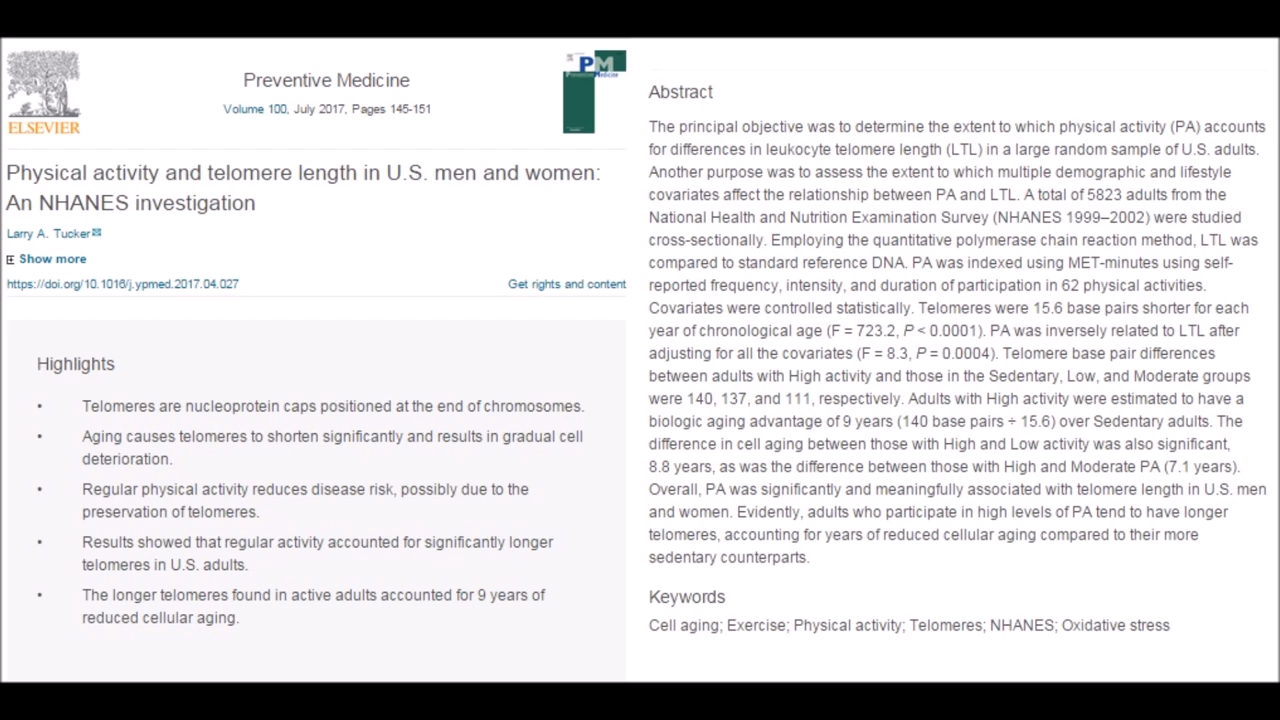 ELSEVIER
Preventive Medicine
Volume 100, July 2017, Pages 145-151
PM
Preventive Medicine
Physical activity and telomere length in U.S. men and women:
An NHANES investigation
Larry A. Tucker
Show more
https://doi.org/10.1016/j.ypmed.2017.04.027
Get rights and content
Highlights
• Telomeres are nucleoprotein caps positioned at the end of chromosomes.
• Aging causes telomeres to shorten significantly and results in gradual cell
deterioration.
• Regular physical activity reduces disease risk, possibly due to the
preservation of telomeres.
• Results showed that regular activity accounted for significantly longer
telomeres in U.S. adults.
• The longer telomeres found in active adults accounted for 9 years of
reduced cellular aging.
Abstract
The principal objective was to determine the extent to which physical activity (PA) accounts
for differences in leukocyte telomere length (LTL) in a large random sample of U.S. adults.
Another purpose was to assess the extent to which multiple demographic and lifestyle
covariates affect the relationship between PA and LTL. A total of 5823 adults from the
National Health and Nutrition Examination Survey (NHANES 1999–2002) were studied
cross-sectionally. Employing the quantitative polymerase chain reaction method, LTL was
compared to standard reference DNA. PA was indexed using MET-minutes using self-
reported frequency, intensity, and duration of participation in 62 physical activities.
Covariates were controlled statistically. Telomeres were 15.6 base pairs shorter for each
year of chronological age (F = 723.2, P < 0.0001). PA was inversely related to LTL after
adjusting for all the covariates (F = 8.3, P = 0.0004). Telomere base pair differences
between adults with High activity and those in the Sedentary, Low, and Moderate groups
were 140, 137, and 111, respectively. Adults with High activity were estimated to have a
biologic aging advantage of 9 years (140 base pairs ÷ 15.6) over Sedentary adults. The
difference in cell aging between those with High and Low activity was also significant,
8.8 years, as was the difference between those with High and Moderate PA (7.1 years).
Overall, PA was significantly and meaningfully associated with telomere length in U.S. men
and women. Evidently, adults who participate in high levels of PA tend to have longer
telomeres, accounting for years of reduced cellular aging compared to their more
sedentary counterparts.
Keywords
Cell aging; Exercise; Physical activity; Telomeres; NHANES; Oxidative stress